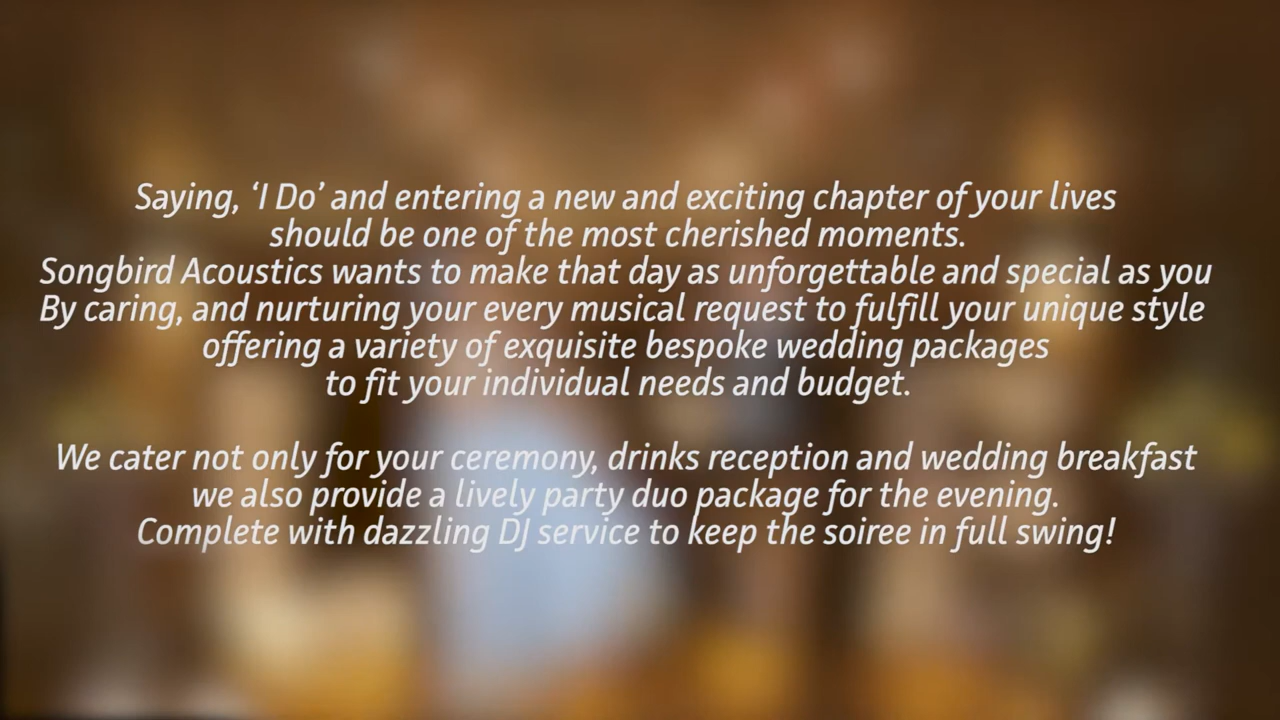 Saying, ‘I Do’ and entering a new and exciting chapter of your lives
should be one of the most cherished moments.
Songbird Acoustics wants to make that day as unforgettable and special as you
By caring, and nurturing your every musical request to fulfill your unique style
offering a variety of exquisite bespoke wedding packages
to fit your individual needs and budget.
We cater not only for your ceremony, drinks reception and wedding breakfast
we also provide a lively party duo package for the evening.
Complete with dazzling DJ service to keep the soiree in full swing!